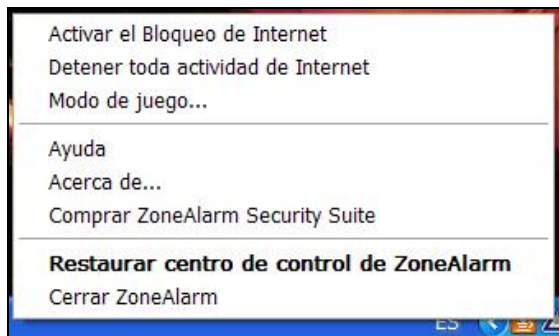 Activar el Bloqueo de Internet
Detener toda actividad de Internet
Modo de juego...
Ayuda
Acerca de...
Comprar ZoneAlarm Security Suite
Restaurar centro de control de ZoneAlarm
Cerrar ZoneAlarm
ES